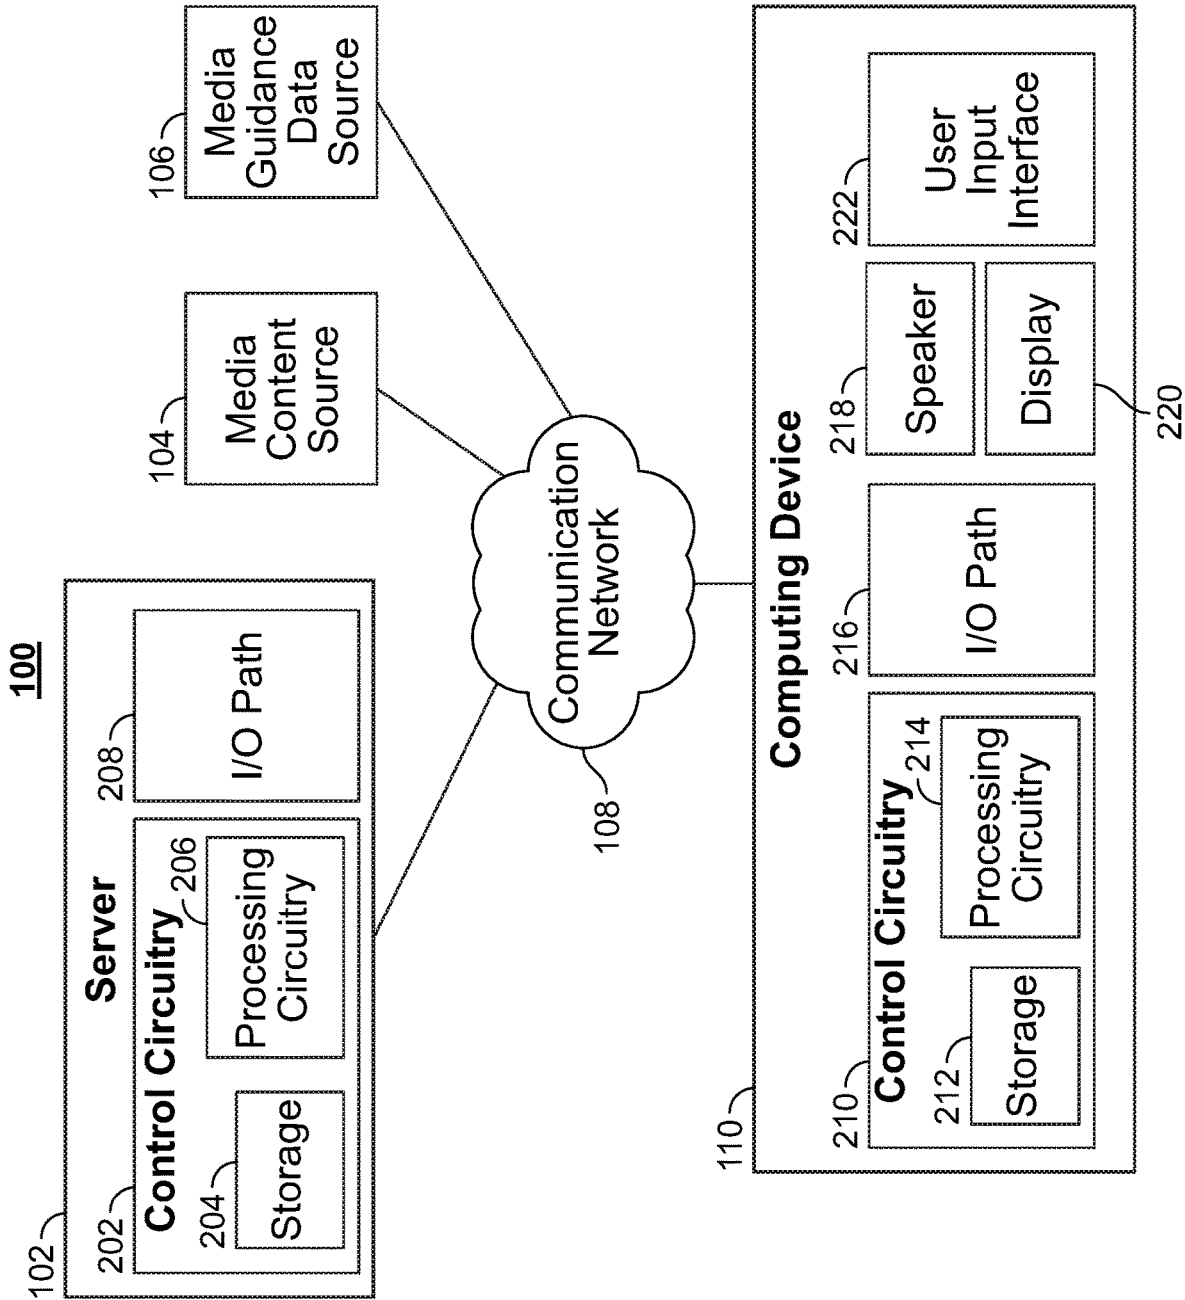 100
102
Server
202
Control Circuitry
204
Storage
206
Processing
Circuitry
208
I/O Path
104
Media
Content
Source
106
Media
Guidance
Data
Source
Communication
Network
108
110
Computing Device
210
Control Circuitry
212
Storage
214
Processing
Circuitry
216
I/O Path
218
Speaker
Display
220
222
User
Input
Interface